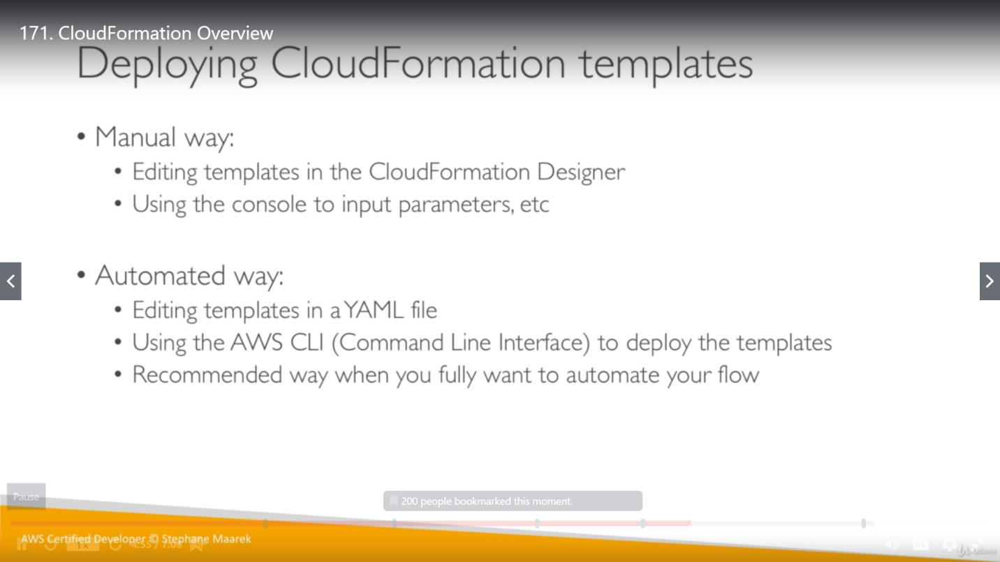 171. CloudFormation Overview
Deploying CloudFormation templates
• Manual way:
• Editing templates in the CloudFormation Designer
• Using the console to input parameters, etc
• Automated way:
• Editing templates in a YAML file
• Using the AWS CLI (Command Line Interface) to deploy the templates
• Recommended way when you fully want to automate your flow
Pause
200 people bookmarked this moment.
AWS Certified Developer © Stephane Maarek
1x
4:55 / 7:08
CC
Udemy